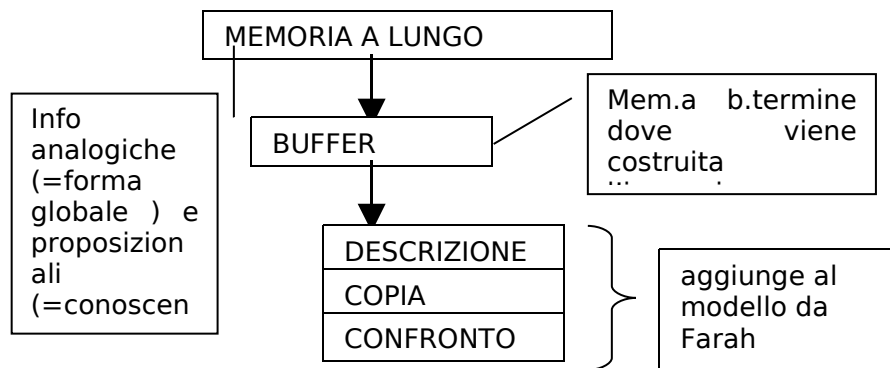 MEMORIA A LUNGO
Info
analogiche
(=forma
globale ) e
proposizion
ali
(=conoscen
BUFFER
Mem.a b.termine
dove viene
costruita
DESCRIZIONE
COPIA
CONFRONTO
aggiunge al
modello da
Farah